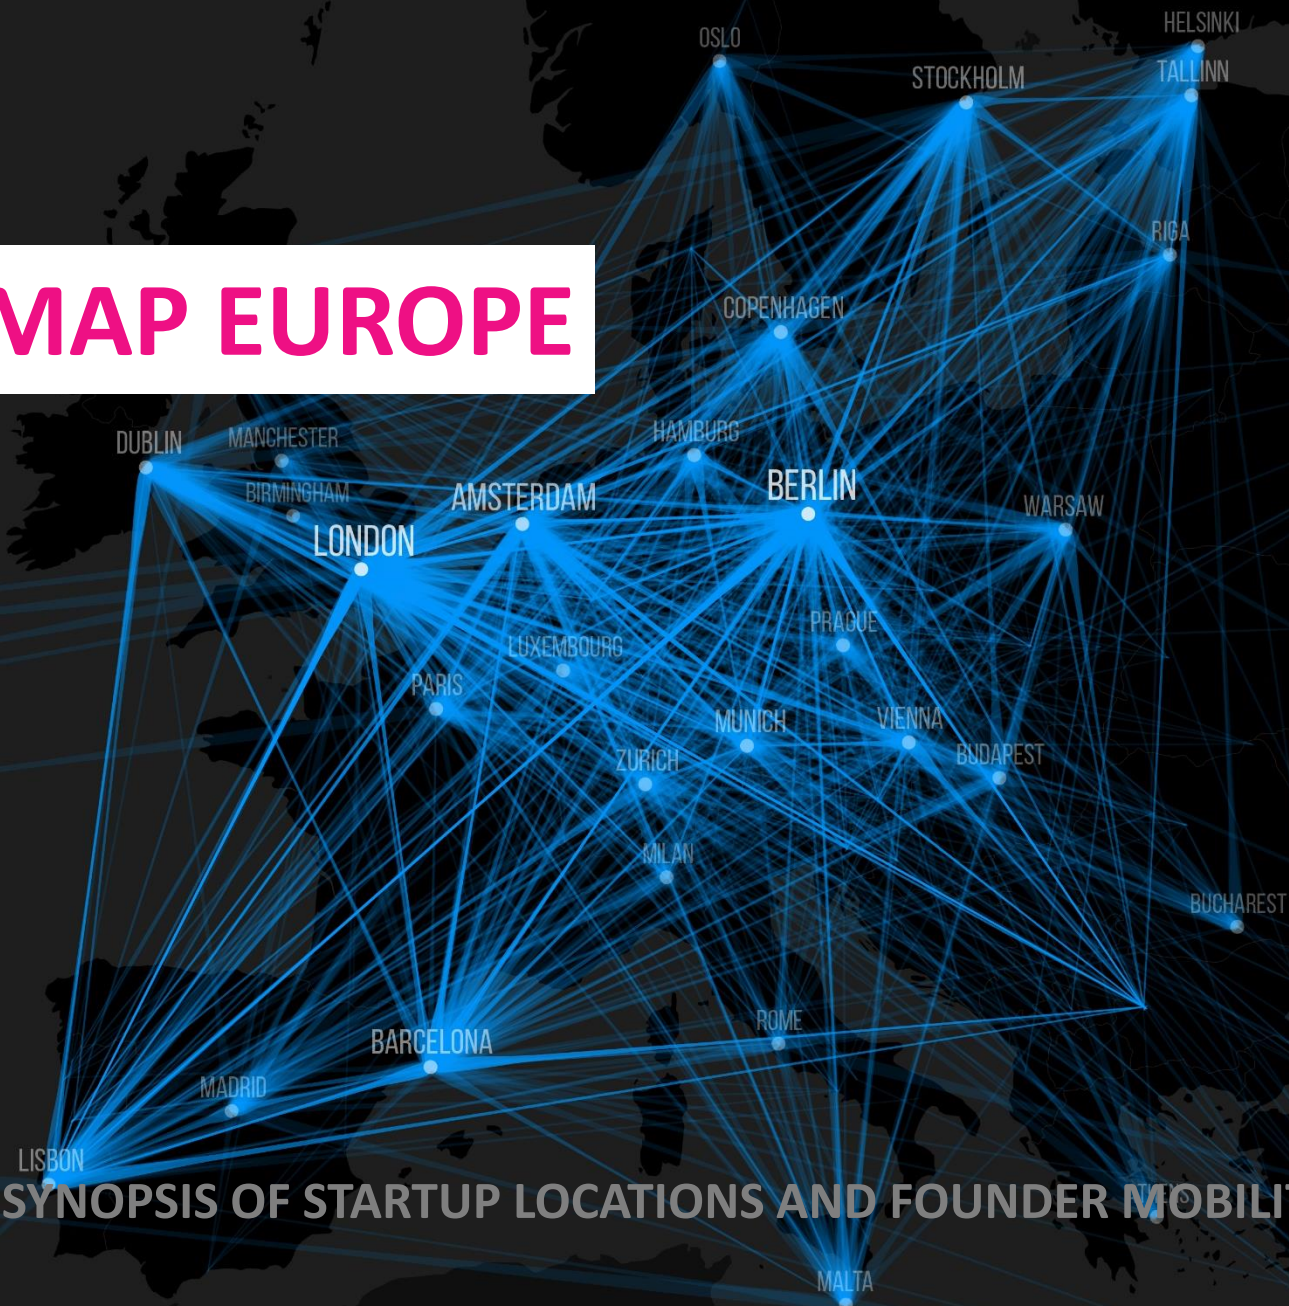 OSLO
HELSINKI
STOCKHOLM
TALLINN
RIGA
MAP EUROPE
COPENHAGEN
DUBLIN
MANCHESTER
HAMBURG
BIRMINGHAM
AMSTERDAM
BERLIN
WARSAW
LONDON
PRAGUE
LUXEMBOURG
PARIS
MUNICH
VIENNA
ZURICH
BUDAPEST
MILAN
BUCHAREST
ROME
BARCELONA
MADRID
LISBON
SYNOPSIS OF STARTUP LOCATIONS AND FOUNDER MOBILI
MALTA